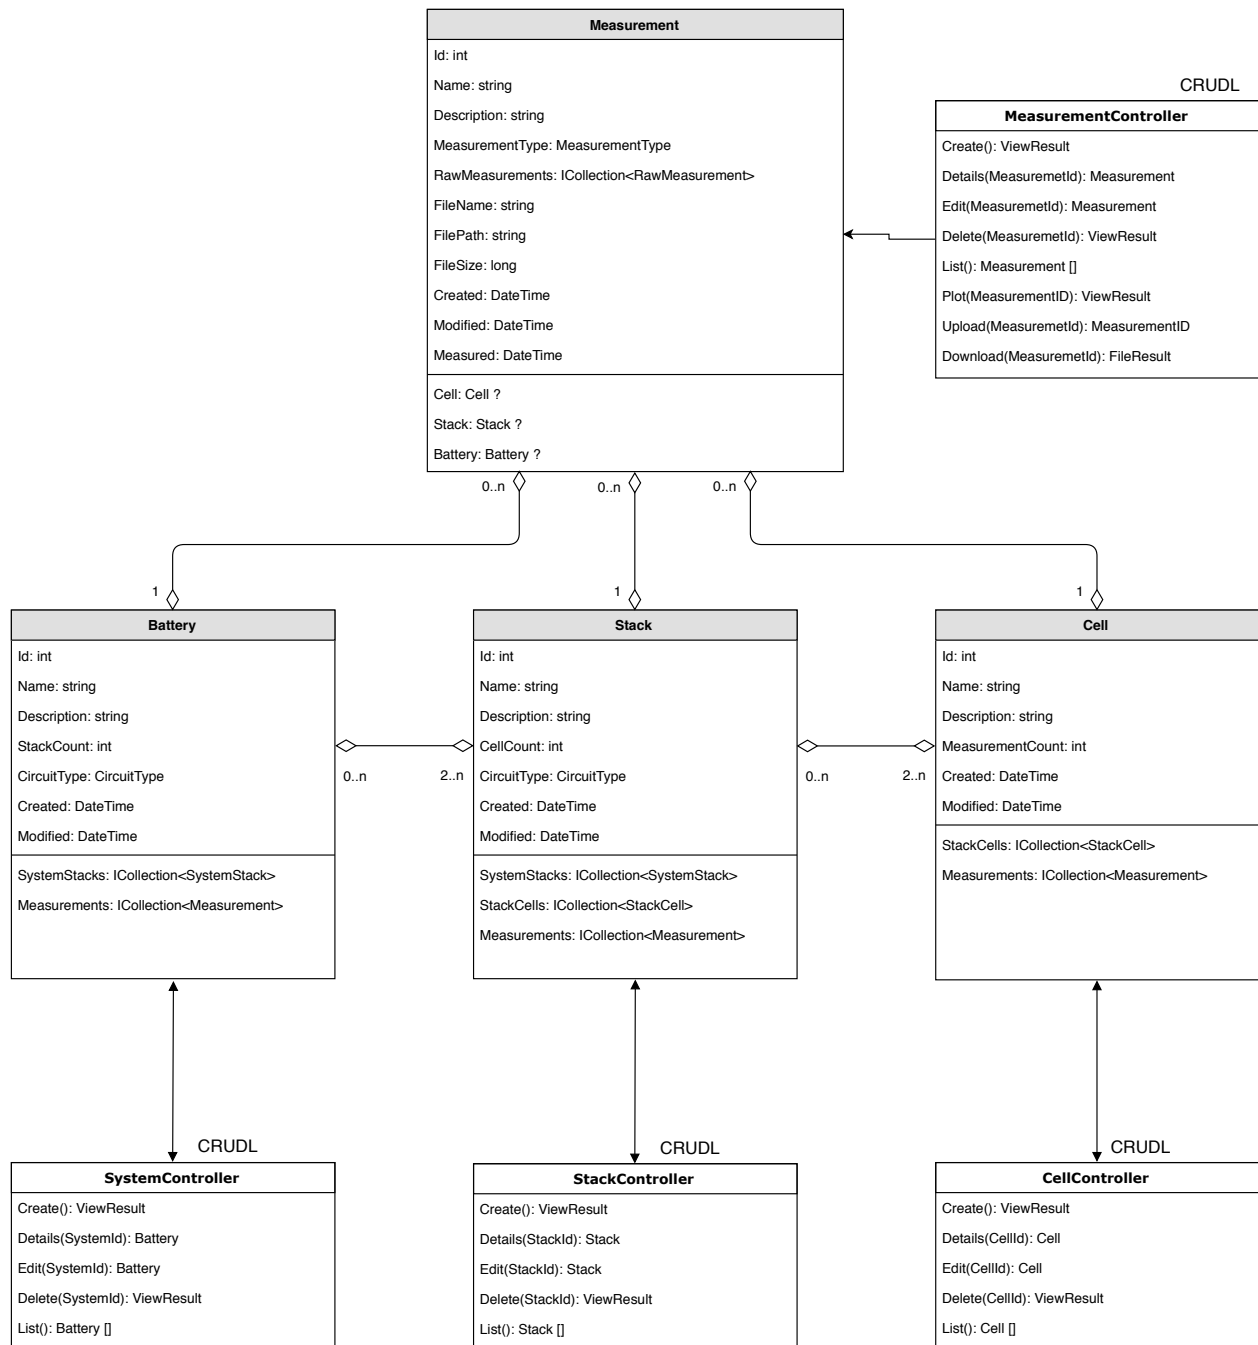 Measurement
Id: int
Name: string
Description: string
MeasurementType: MeasurementType
RawMeasurements: ICollection<RawMeasurement>
FileName: string
FilePath: string
FileSize: long
Created: DateTime
Modified: DateTime
Measured: DateTime
Cell: Cell ?
Stack: Stack ?
Battery: Battery ?
CRUDL
MeasurementController
Create(): ViewResult
Details(MeasuremetId): Measurement
Edit(MeasuremetId): Measurement
Delete(MeasuremetId): ViewResult
List(): Measurement []
Plot(MeasurementID): ViewResult
Upload(MeasuremetId): MeasurementID
Download(MeasuremetId): FileResult
0..n
0..n
0..n
1
1
1
Battery
Id: int
Name: string
Description: string
StackCount: int
CircuitType: CircuitType
Created: DateTime
Modified: DateTime
SystemStacks: ICollection<SystemStack>
Measurements: ICollection<Measurement>
0..n
2..n
Stack
Id: int
Name: string
Description: string
CellCount: int
CircuitType: CircuitType
Created: DateTime
Modified: DateTime
SystemStacks: ICollection<SystemStack>
StackCells: ICollection<StackCell>
Measurements: ICollection<Measurement>
0..n
2..n
Cell
Id: int
Name: string
Description: string
MeasurementCount: int
Created: DateTime
Modified: DateTime
StackCells: ICollection<StackCell>
Measurements: ICollection<Measurement>
CRUDL
SystemController
Create(): ViewResult
Details(SystemId): Battery
Edit(SystemId): Battery
Delete(SystemId): ViewResult
List(): Battery []
CRUDL
StackController
Create(): ViewResult
Details(StackId): Stack
Edit(StackId): Stack
Delete(StackId): ViewResult
List(): Stack []
CRUDL
CellController
Create(): ViewResult
Details(CellId): Cell
Edit(CellId): Cell
Delete(CellId): ViewResult
List(): Cell []